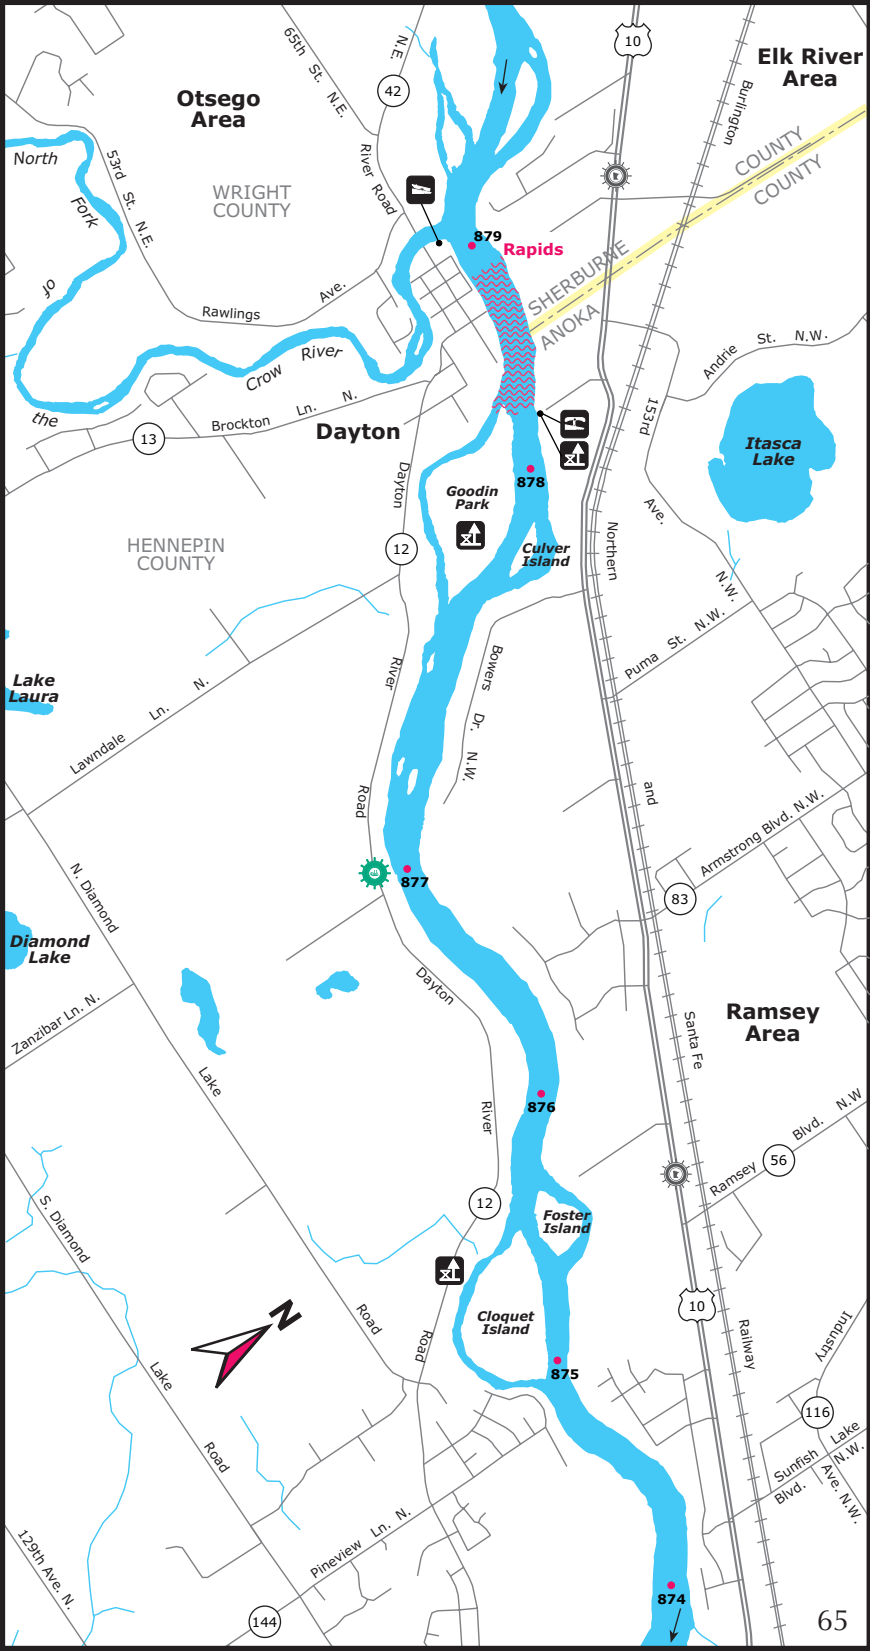 10
Elk River
Area
N.E.
65th St. N.E.
42
Otsego
Area
Burlington
North
Fork
of
the
Crow
River
53rd St. N.E.
River Road
WRIGHT
COUNTY
COUNTY
COUNTY
SHERBURNE
ANOKA
879
Rapids
Rawlings Ave.
Andrie St. N.W.
153rd Ave. N.W.
Brockton Ln. N.
13
Dayton
Itasca
Lake
878
Goodin
Park
Dayton
River
Road
12
Culver
Island
Northern
HENNEPIN
COUNTY
Puma St. N.W.
Bowers Dr. N.W.
Lake
Laura
Lawndale Ln. N.
and
Armstrong Blvd. N.W.
83
877
N. Diamond
Lake
Road
Diamond
Lake
Dayton
River
Road
Zanzibar Ln. N.
Ramsey
Area
Santa Fe
876
Ramsey Blvd. N.W
56
12
Foster
Island
S. Diamond
Lake
Road
N
Cloquet
Island
10
Railway
Industry
875
116
Sunfish Lake
Blvd. N.W.
Ave. N.W.
129th Ave. N.
Pineview Ln. N.
144
874
65